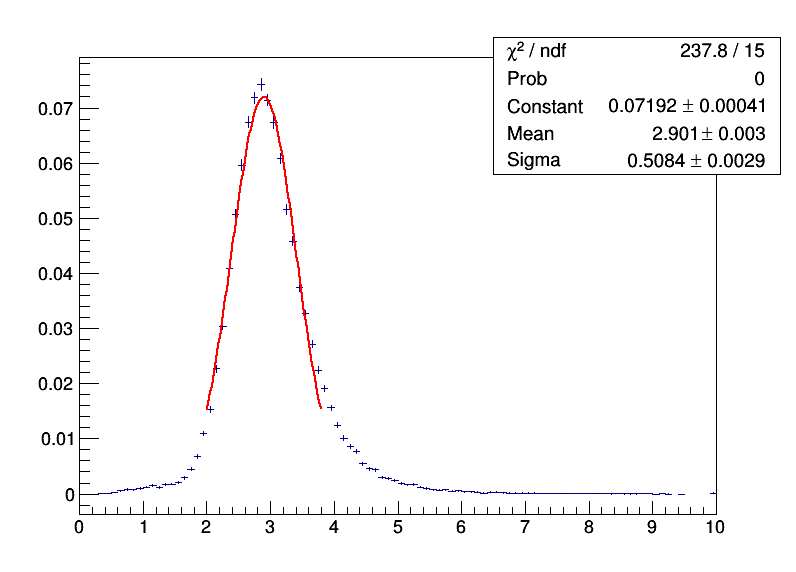 χ² / ndf 237.8 / 15
Prob 0
Constant 0.07192 ± 0.00041
Mean 2.901 ± 0.003
Sigma 0.5084 ± 0.0029
0.07
0.06
0.05
0.04
0.03
0.02
0.01
0
0 1 2 3 4 5 6 7 8 9 10